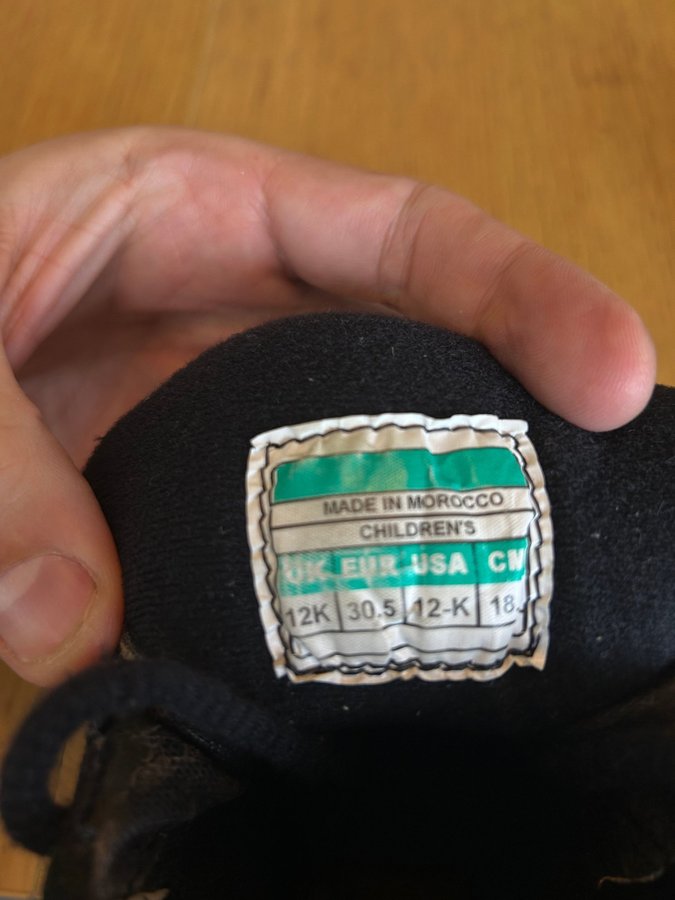 MADE IN MOROCCO
CHILDREN'S
UK EUR USA CM
12K 30.5 12-K 18.